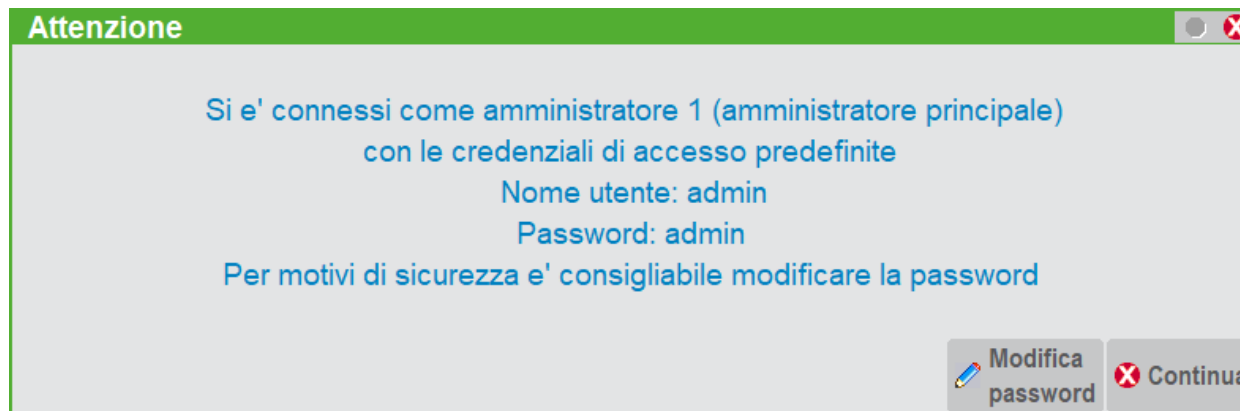 Attenzione
Si e' connessi come amministratore 1 (amministratore principale)
con le credenziali di accesso predefinite
Nome utente: admin
Password: admin
Per motivi di sicurezza e' consigliabile modificare la password
Modifica
password
Continua